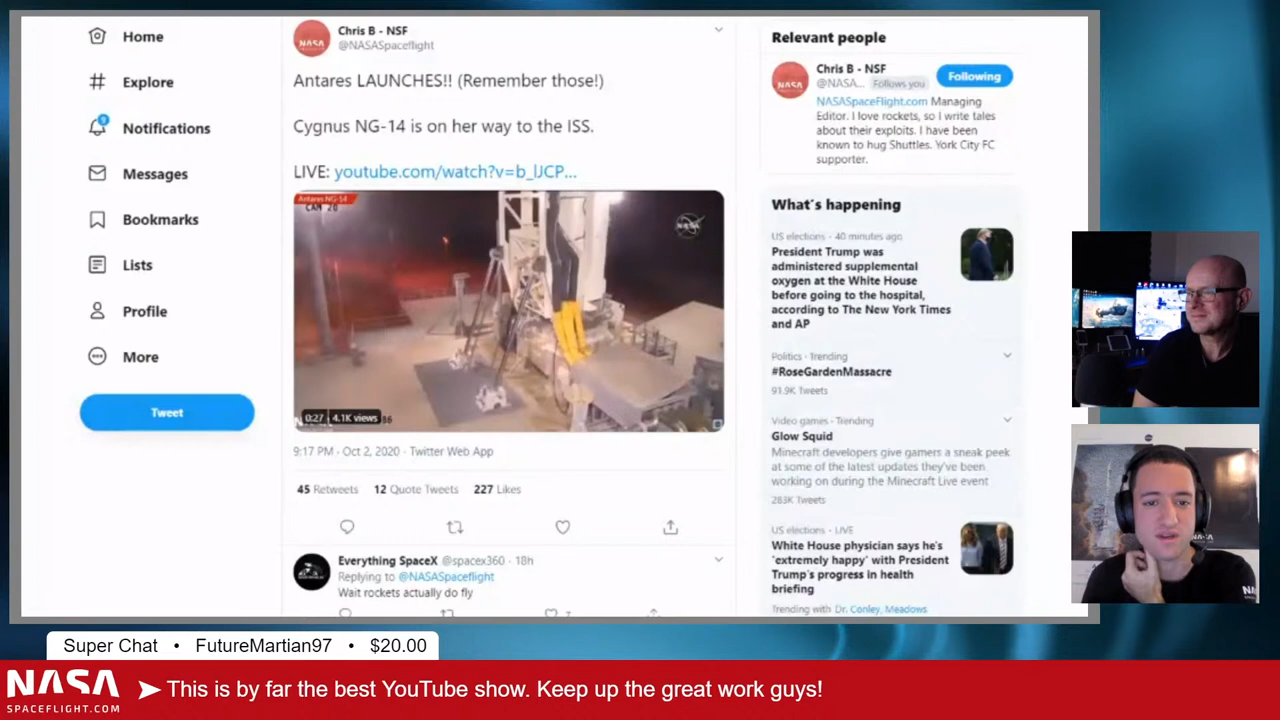 Home
Explore
Notifications
Messages
Bookmarks
Lists
Profile
More
Tweet
Chris B - NSF
@NASASpaceflight
Antares LAUNCHES!! (Remember those!)
Cygnus NG-14 is on her way to the ISS.
LIVE: youtube.com/watch?v=b_lJCP...
Antares NG-14
CAM 20
NASA
0:27 4.1K views
9:17 PM · Oct 2, 2020 · Twitter Web App
45 Retweets 12 Quote Tweets 227 Likes
Everything SpaceX @spacex360 · 18h
Replying to @NASASpaceflight
Wait rockets actually do fly
Relevant people
Chris B - NSF
@NASA... Follows you
Following
NASASpaceFlight.com Managing
Editor. I love rockets, so I write tales
about their exploits. I have been
known to hug Shuttles. York City FC
supporter.
What's happening
US elections · 40 minutes ago
President Trump was
administered supplemental
oxygen at the White House
before going to the hospital,
according to The New York Times
and AP
Politics · Trending
#RoseGardenMassacre
91.9K Tweets
Video games · Trending
Glow Squid
Minecraft developers give gamers a sneak peek
at some of the latest updates they've been
working on during the Minecraft Live event
283K Tweets
US elections · LIVE
White House physician says he's
'extremely happy' with President
Trump's progress in health
briefing
Trending with Dr. Conley, Meadows
Super Chat • FutureMartian97 • $20.00
NASA
SPACEFLIGHT.COM
This is by far the best YouTube show. Keep up the great work guys!